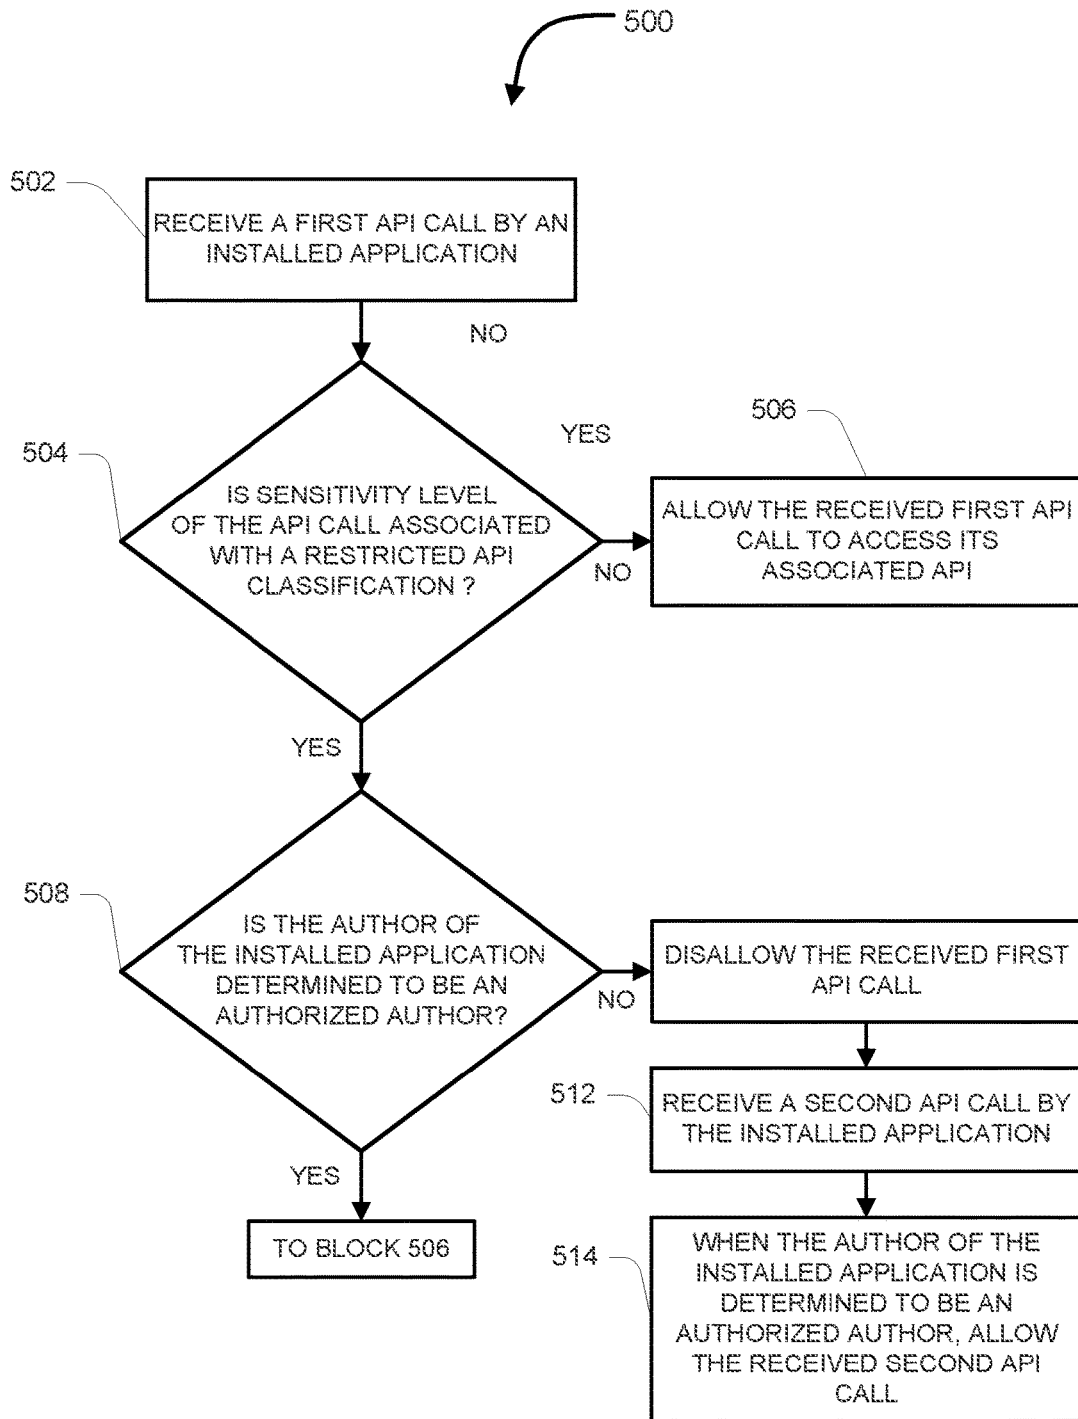 500
502
RECEIVE A FIRST API CALL BY AN
INSTALLED APPLICATION
NO
YES
504
506
IS SENSITIVITY LEVEL
OF THE API CALL ASSOCIATED
WITH A RESTRICTED API
CLASSIFICATION ?
NO
ALLOW THE RECEIVED FIRST API
CALL TO ACCESS ITS
ASSOCIATED API
YES
508
IS THE AUTHOR OF
THE INSTALLED APPLICATION
DETERMINED TO BE AN
AUTHORIZED AUTHOR?
NO
DISALLOW THE RECEIVED FIRST
API CALL
512
RECEIVE A SECOND API CALL BY
THE INSTALLED APPLICATION
YES
TO BLOCK 506
514
WHEN THE AUTHOR OF THE
INSTALLED APPLICATION IS
DETERMINED TO BE AN
AUTHORIZED AUTHOR, ALLOW
THE RECEIVED SECOND API
CALL